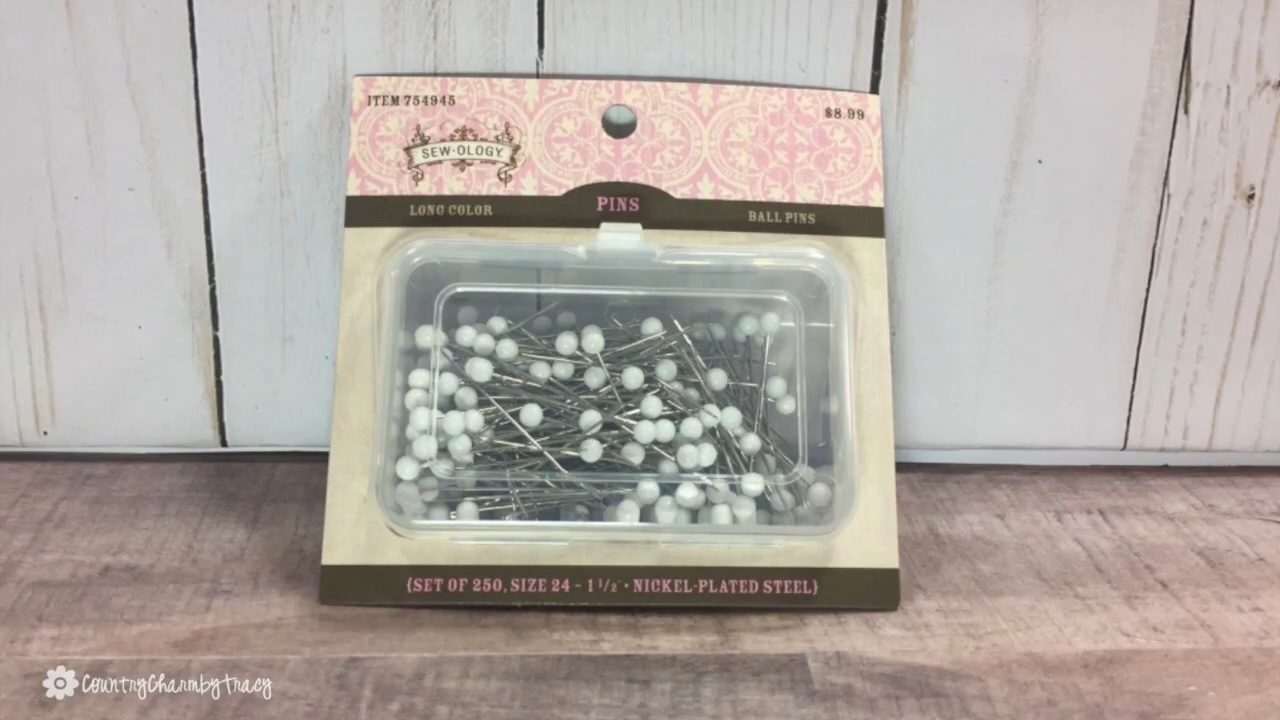 ITEM 754945
$8.99
SEW·OLOGY
LONG COLOR
PINS
BALL PINS
{SET OF 250, SIZE 24 - 1 1/2" • NICKEL-PLATED STEEL}
CountryCharmbyTracy